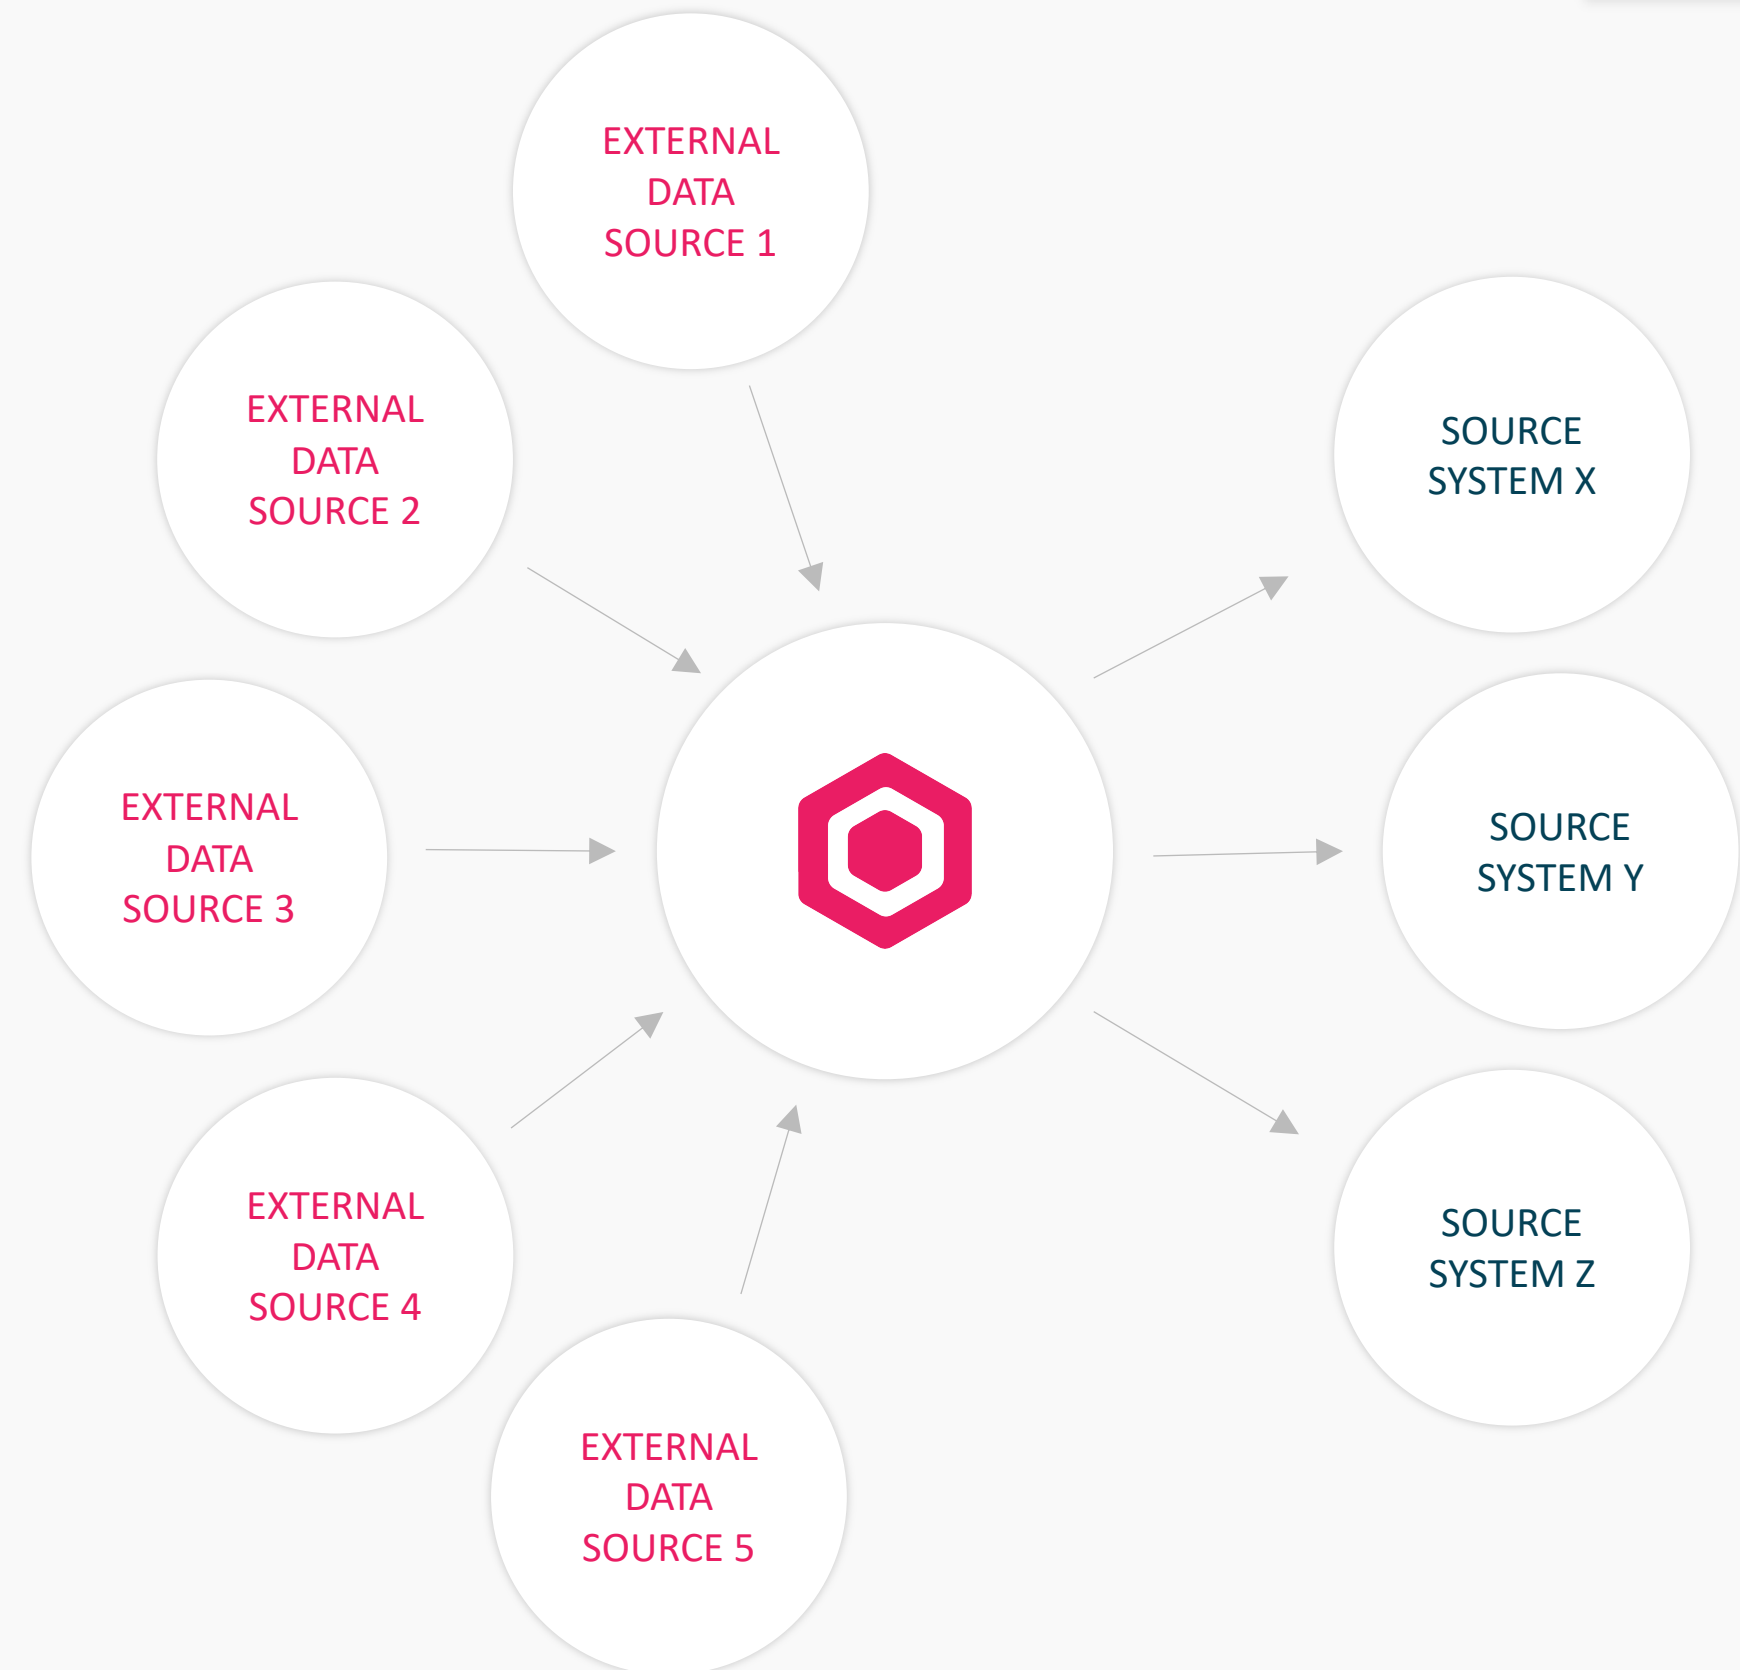 EXTERNAL
DATA
SOURCE 1
EXTERNAL
DATA
SOURCE 2
EXTERNAL
DATA
SOURCE 3
EXTERNAL
DATA
SOURCE 4
EXTERNAL
DATA
SOURCE 5
SOURCE
SYSTEM X
SOURCE
SYSTEM Y
SOURCE
SYSTEM Z